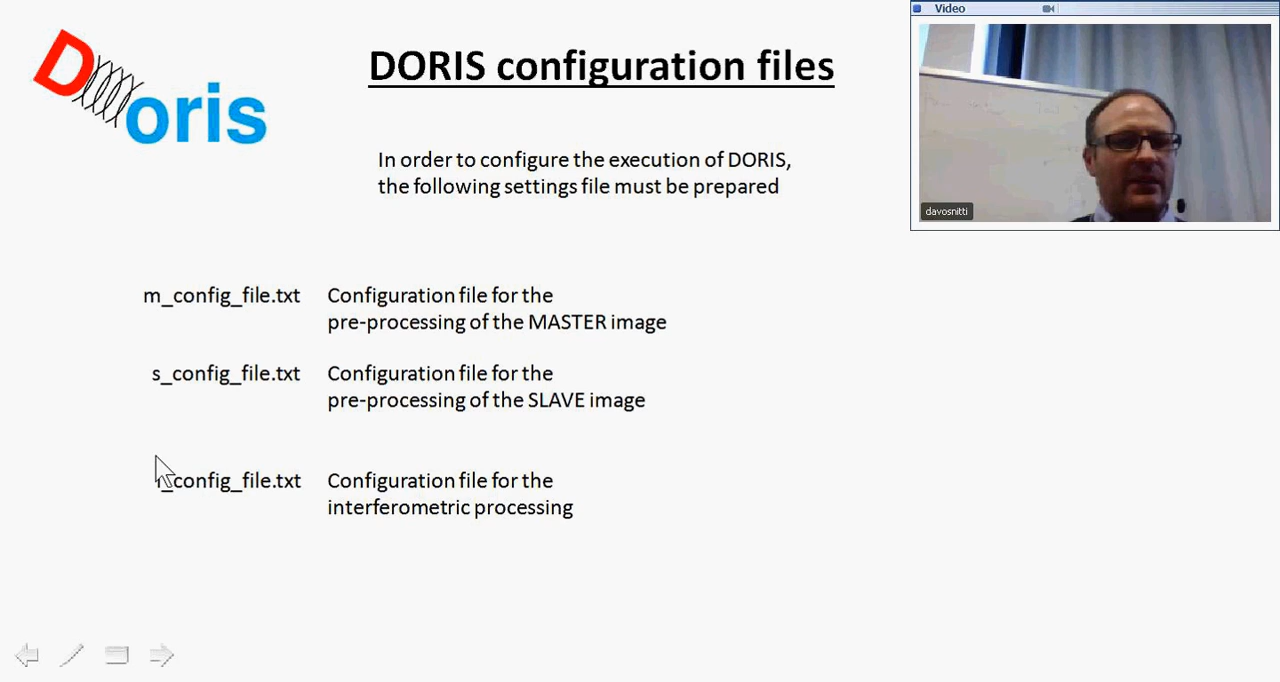 Doris
DORIS configuration files
Video
In order to configure the execution of DORIS,
the following settings file must be prepared
davosnitti
m_config_file.txt
Configuration file for the
pre-processing of the MASTER image
s_config_file.txt
Configuration file for the
pre-processing of the SLAVE image
_config_file.txt
Configuration file for the
interferometric processing